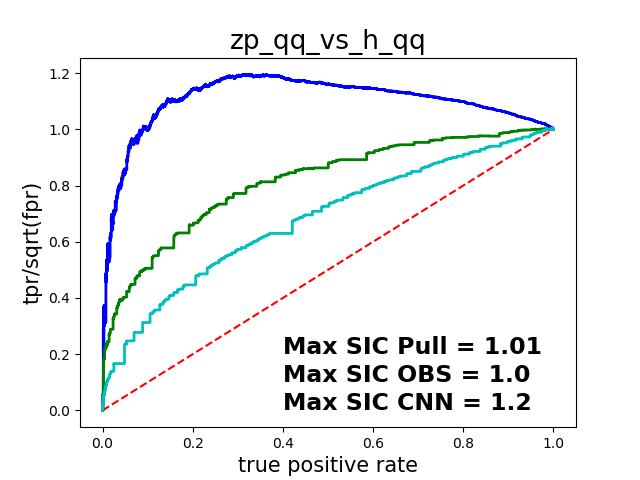 zp_qq_vs_h_qq
tpr/sqrt(fpr)
1.2
1.0
0.8
0.6
0.4
0.2
0.0
Max SIC Pull = 1.01
Max SIC OBS = 1.0
Max SIC CNN = 1.2
0.0 0.2 0.4 0.6 0.8 1.0
true positive rate